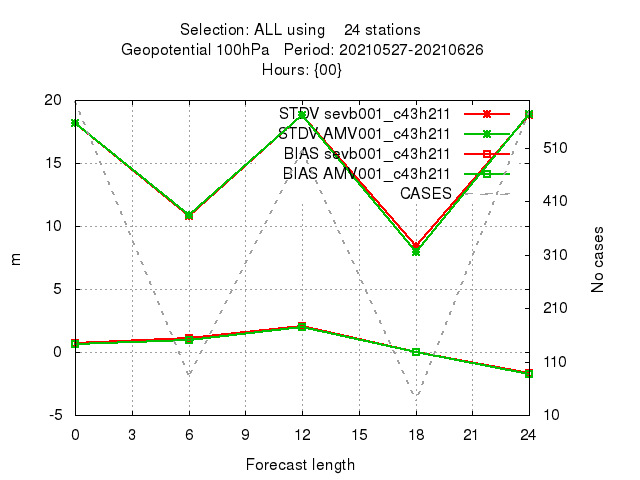 Selection: ALL using 24 stations
Geopotential 100hPa Period: 20210527-20210626
Hours: {00}
STDV sevb001_c43h211
STDV AMV001_c43h211
BIAS sevb001_c43h211
BIAS AMV001_c43h211
CASES
20
15
10
5
0
-5
m
510
410
310
210
110
10
No cases
0 3 6 9 12 15 18 21 24
Forecast length